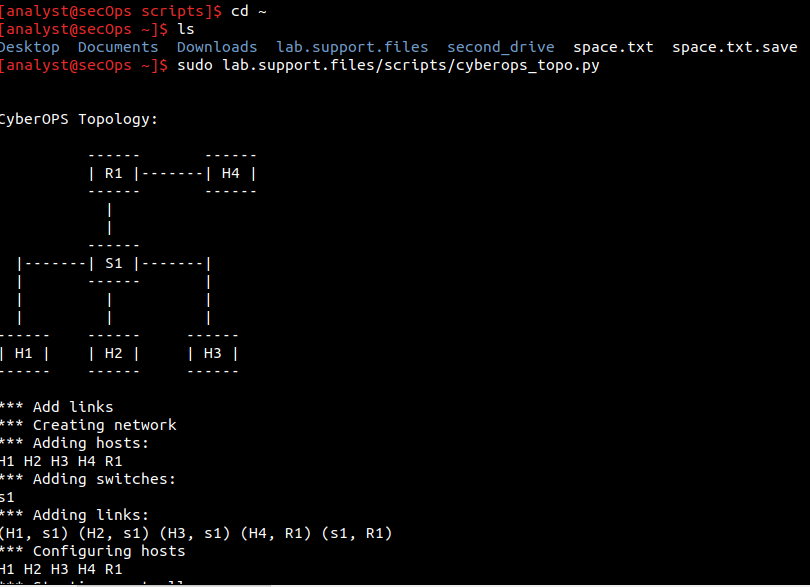 [analyst@secOps scripts]$ cd ~
[analyst@secOps ~]$ ls
Desktop  Documents  Downloads  lab.support.files  second_drive  space.txt  space.txt.save
[analyst@secOps ~]$ sudo lab.support.files/scripts/cyberops_topo.py
CyberOPS Topology:
          ------       ------
          | R1 |-------| H4 |
          ------       ------
            |
            |
          ------
  |-------| S1 |-------|
  |       ------       |
  |         |          |
  |         |          |
------    ------     ------
| H1 |    | H2 |     | H3 |
------    ------     ------
*** Add links
*** Creating network
*** Adding hosts:
H1 H2 H3 H4 R1
*** Adding switches:
s1
*** Adding links:
(H1, s1) (H2, s1) (H3, s1) (H4, R1) (s1, R1)
*** Configuring hosts
H1 H2 H3 H4 R1